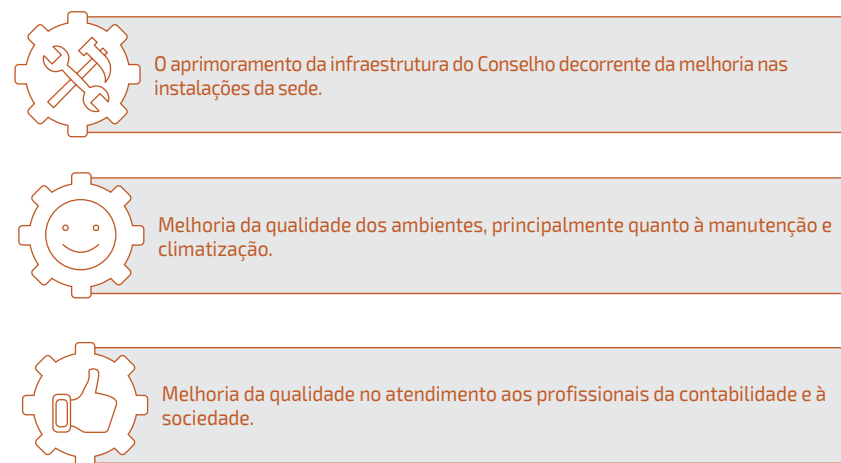 O aprimoramento da infraestrutura do Conselho decorrente da melhoria nas
instalações da sede.
Melhoria da qualidade dos ambientes, principalmente quanto à manutenção e
climatização.
Melhoria da qualidade no atendimento aos profissionais da contabilidade e à
sociedade.